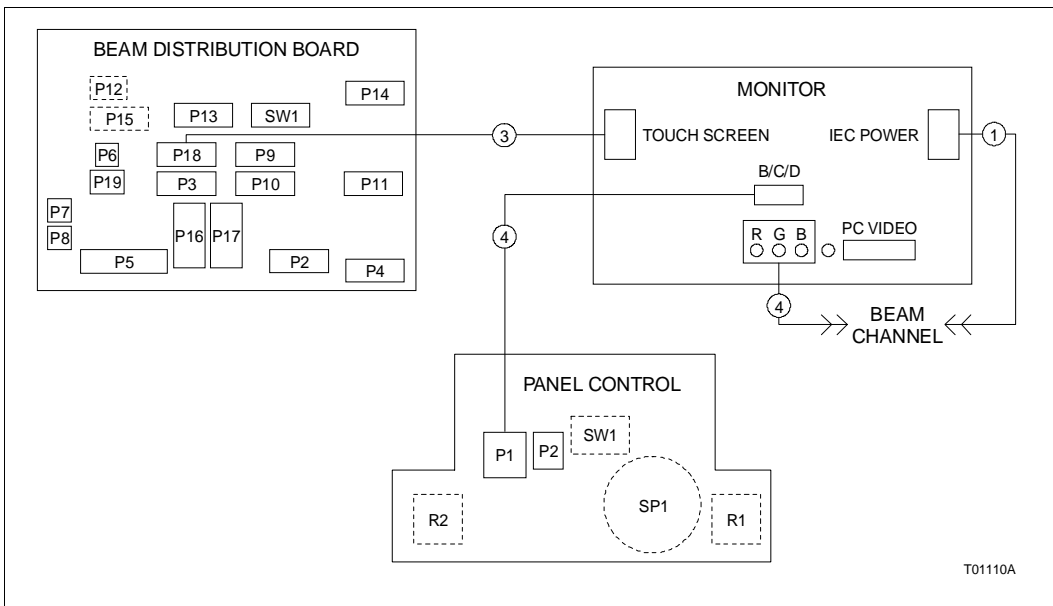 BEAM DISTRIBUTION BOARD
P12
P15
P13
SW1
P14
P6
P18
P9
P19
P3
P10
P11
P7
P8
P16
P17
P5
P2
P4
3
MONITOR
TOUCH SCREEN
IEC POWER
1
B/C/D
R G B
PC VIDEO
4
4
BEAM
CHANNEL
PANEL CONTROL
P1
P2
SW1
R2
SP1
R1
T01110A